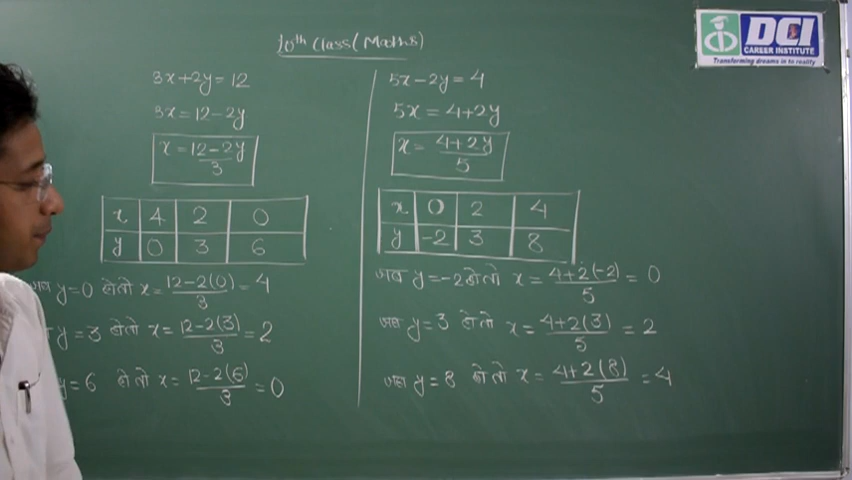 10th Class (Maths)
DCI
CAREER INSTITUTE
Transforming dreams in to reality
3x+2y=12
3x=12-2y
x=12-2y/3
x 4 2 0
y 0 3 6
y=0 हो तो x=12-2(0)/3=4
y=3 हो तो x=12-2(3)/3=2
y=6 हो तो x=12-2(6)/3=0
5x-2y=4
5x=4+2y
x=4+2y/5
x 0 2 4
y -2 3 8
जब y=-2 हो तो x=4+2(-2)/5=0
जब y=3 हो तो x=4+2(3)/5=2
जब y=8 हो तो x=4+2(8)/5=4